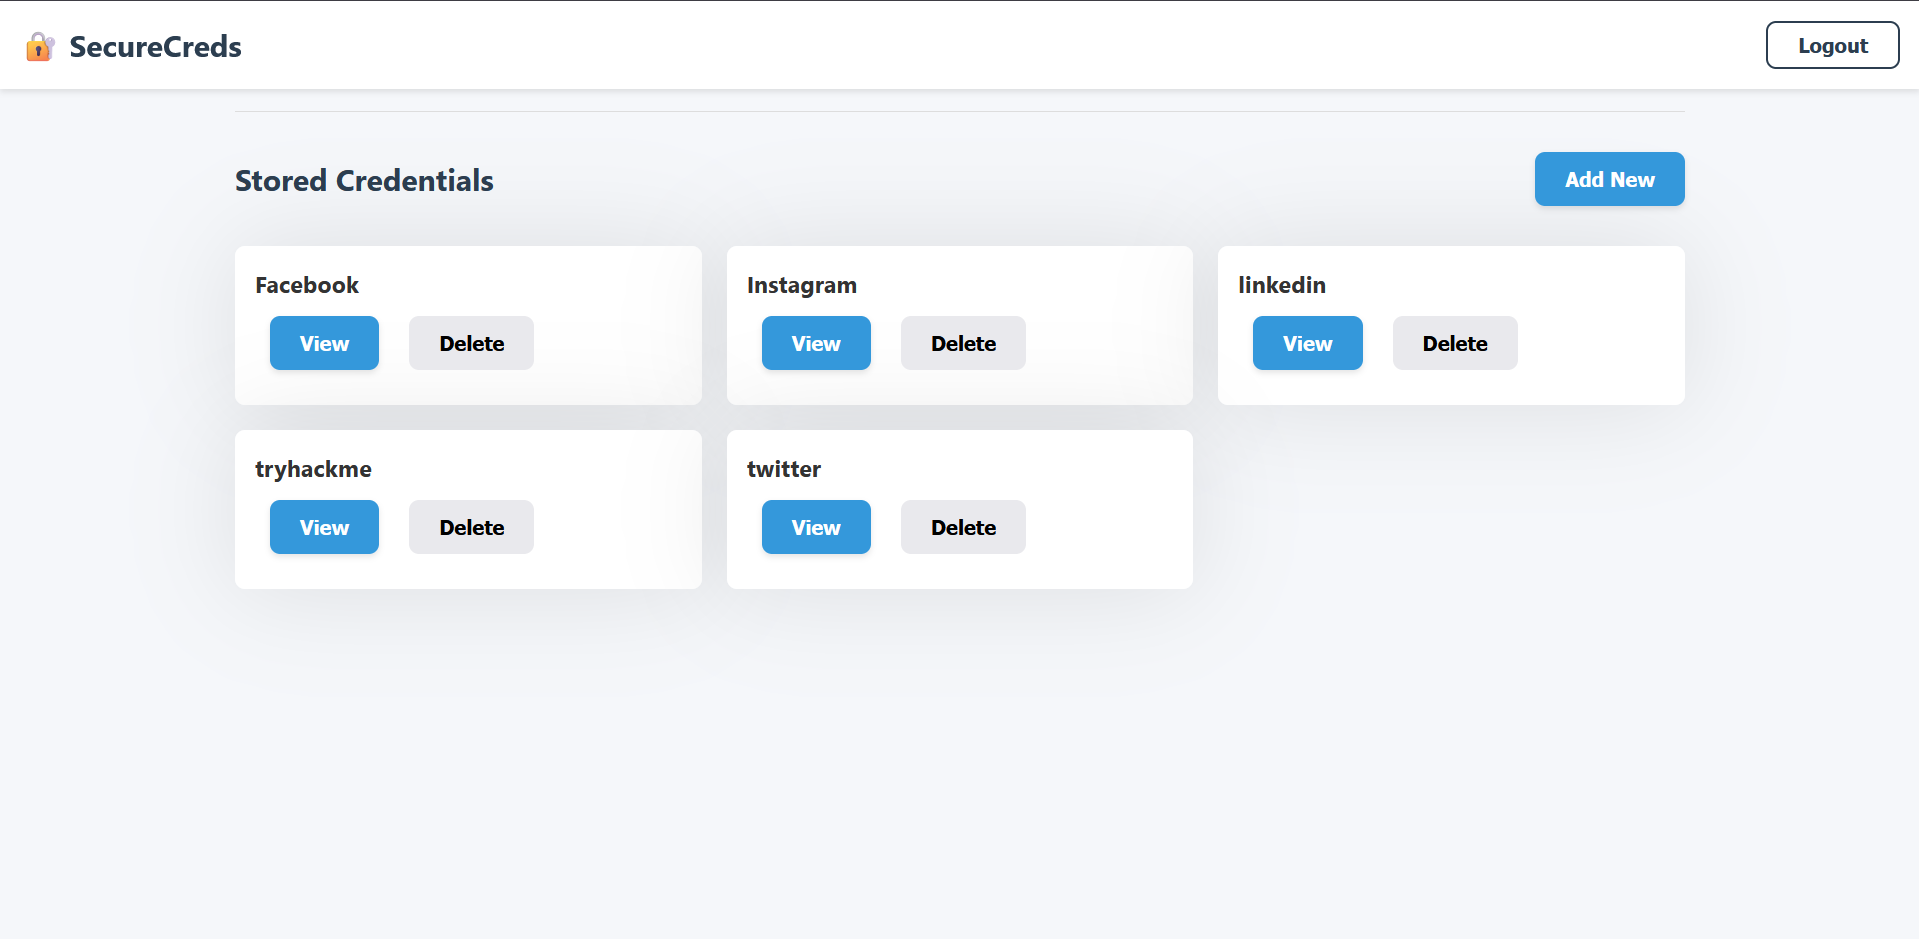 SecureCreds
Logout
Stored Credentials
Add New
Facebook
View Delete
Instagram
View Delete
linkedin
View Delete
tryhackme
View Delete
twitter
View Delete